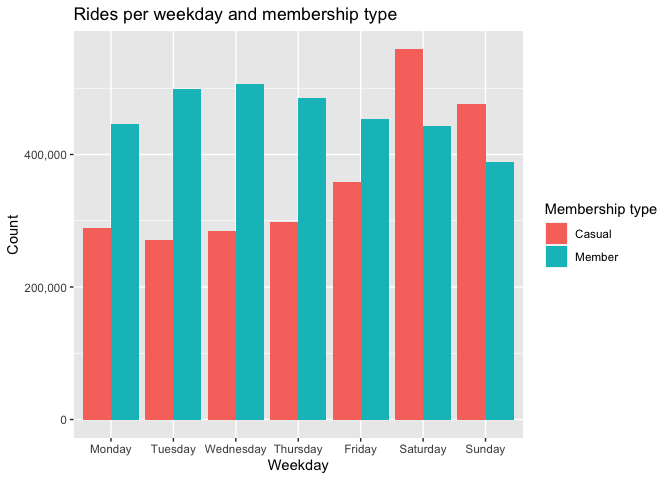 Rides per weekday and membership type
Count
400,000
200,000
0
Monday Tuesday Wednesday Thursday Friday Saturday Sunday
Weekday
Membership type
Casual
Member